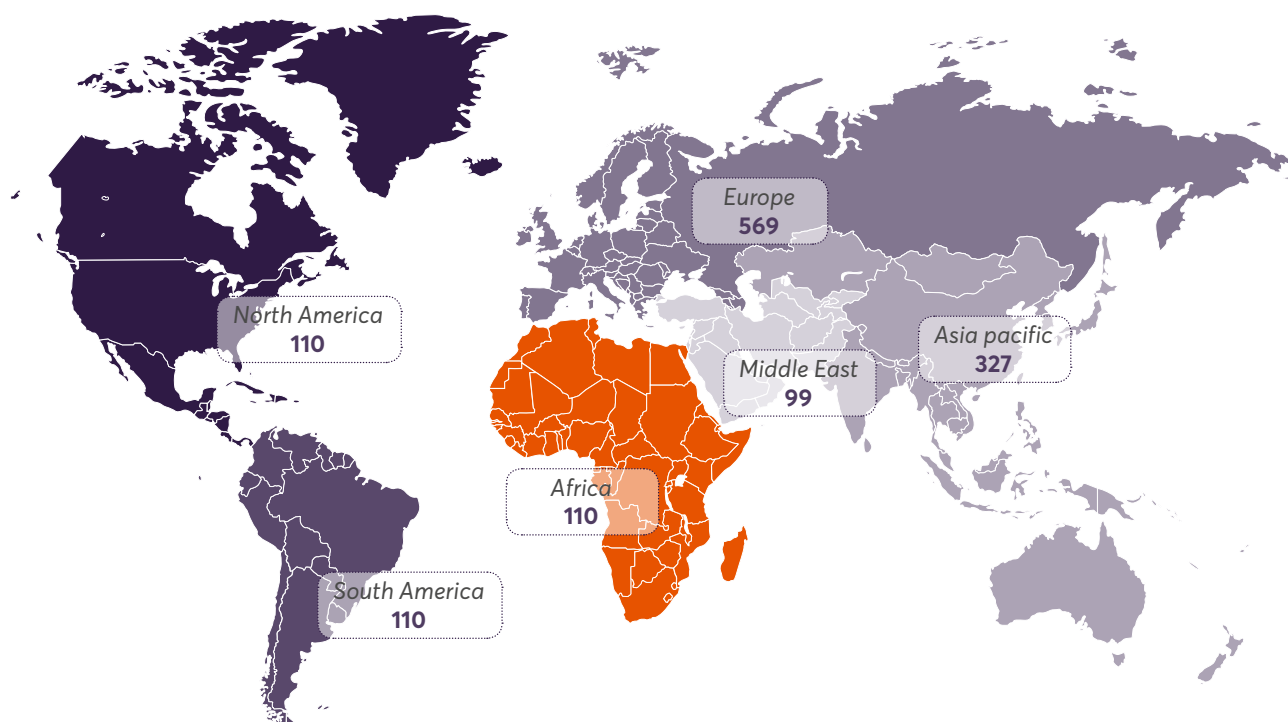 Europe
569
North America
110
Asia pacific
327
Middle East
99
Africa
110
South America
110